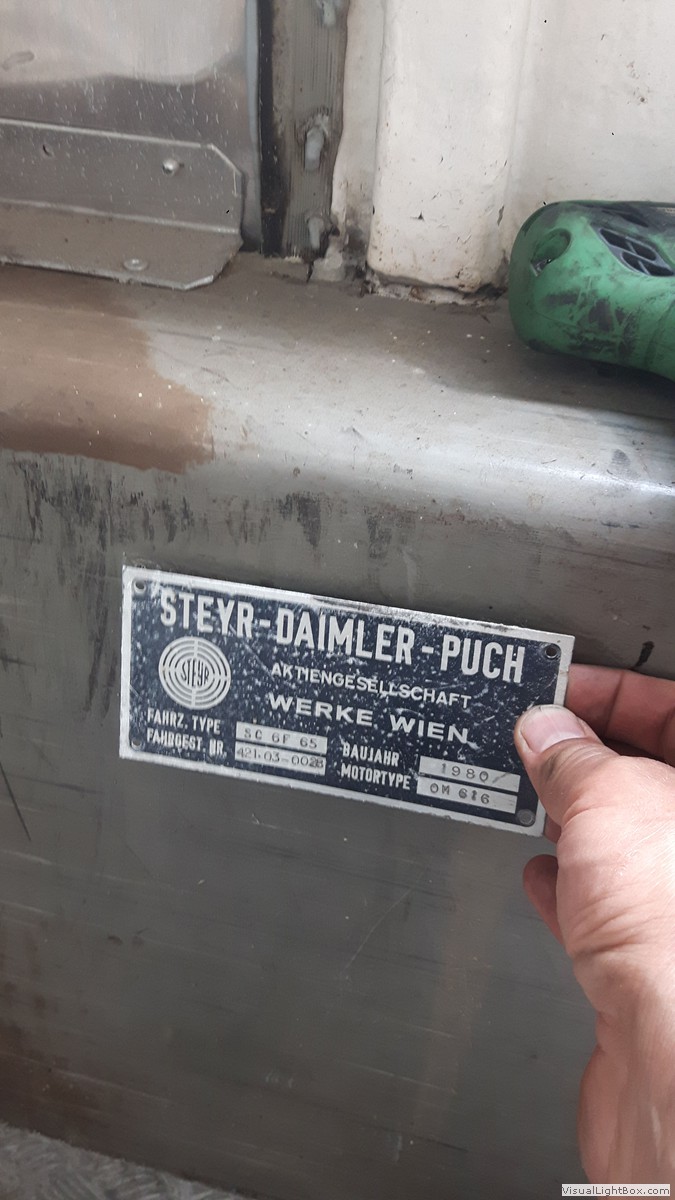 STEYR-DAIMLER-PUCH
STEYR
AKTIENGESELLSCHAFT
WERKE WIEN
FAHRZ. TYPE SC 6F 65
FAHRGEST. NR. 421-03-0028
BAUJAHR 1980
MOTORTYPE OM 616
VisualLightBox.com